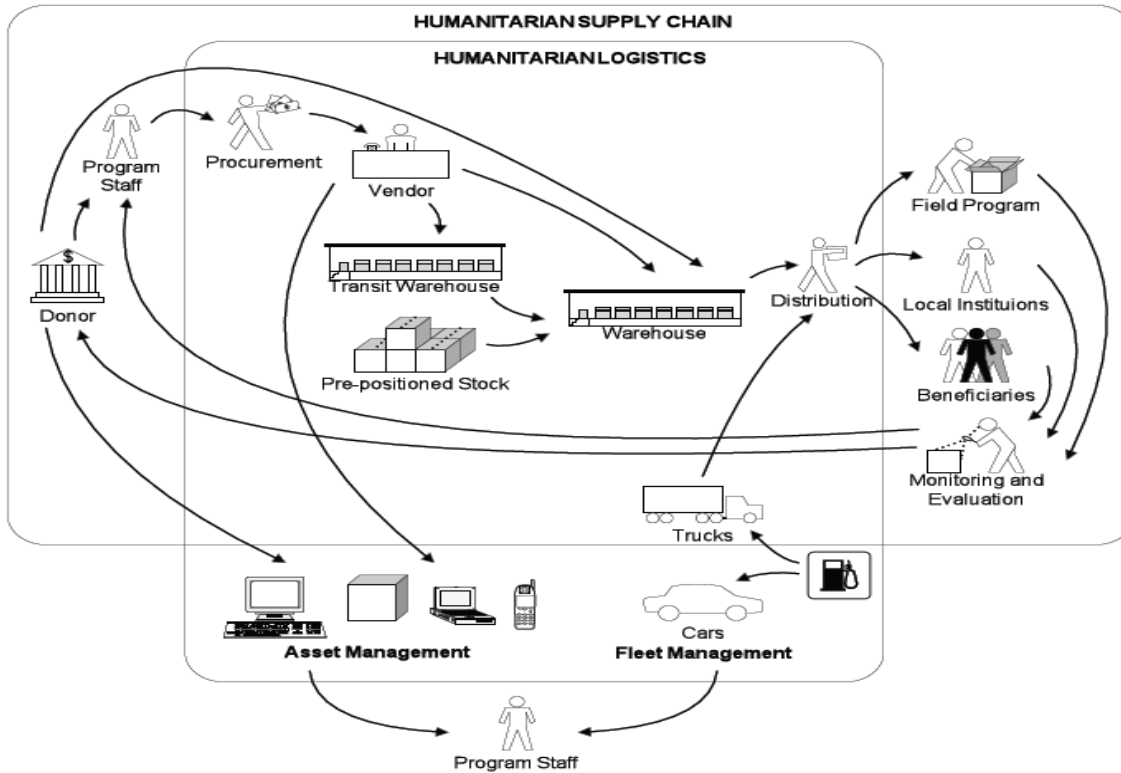 HUMANITARIAN SUPPLY CHAIN
HUMANITARIAN LOGISTICS
Program
Staff
Procurement
Vendor
Field Program
$
Donor
Transit Warehouse
Warehouse
Distribution
Local Instituions
Pre-positioned Stock
Beneficiaries
Monitoring and
Evaluation
Trucks
Cars
Asset Management
Fleet Management
Program Staff